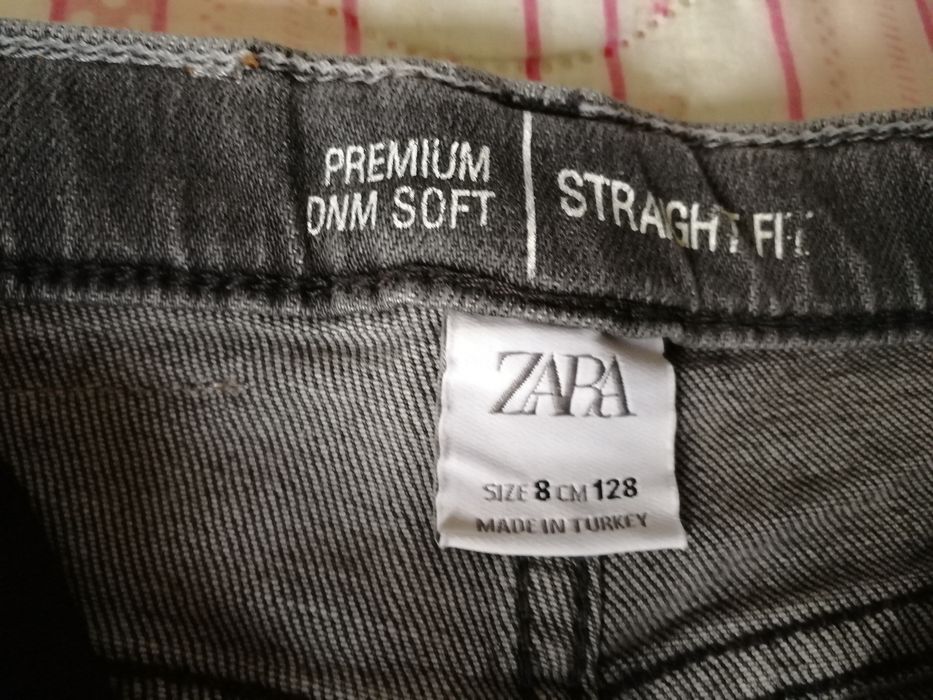 PREMIUM
DNM SOFT
STRAIGHT FIT
ZARA
SIZE 8 CM 128
MADE IN TURKEY